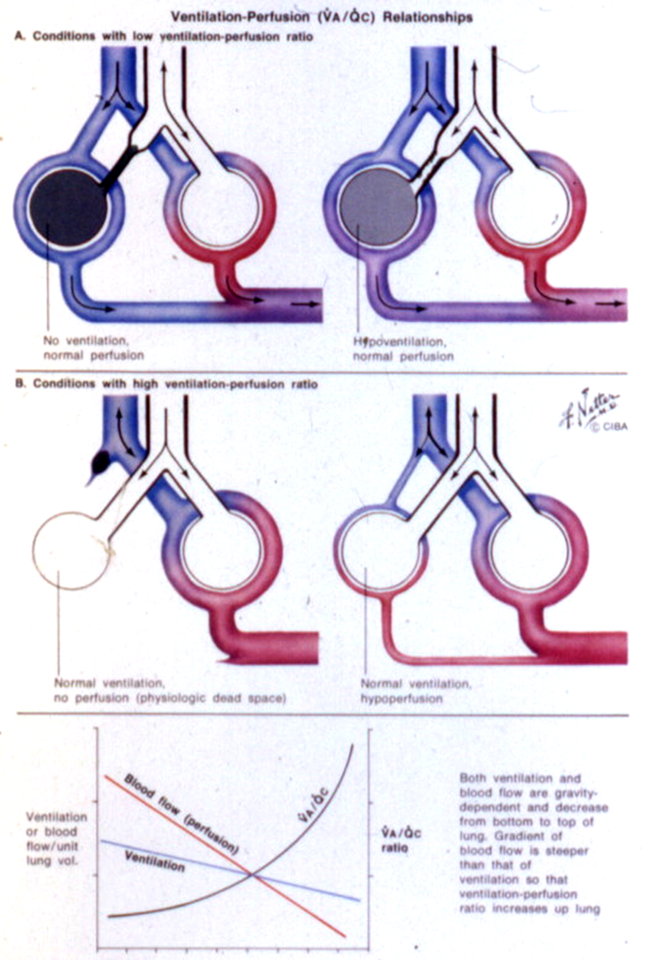 Ventilation-Perfusion (V̇A/Q̇C) Relationships
A. Conditions with low ventilation-perfusion ratio
No ventilation,
normal perfusion
Hypoventilation,
normal perfusion
B. Conditions with high ventilation-perfusion ratio
F. Netter
M.D.
© CIBA
Normal ventilation,
no perfusion (physiologic dead space)
Normal ventilation,
hypoperfusion
Ventilation
or blood
flow/unit
lung vol.
Blood flow (perfusion)
Ventilation
V̇A/Q̇C
V̇A/Q̇C
ratio
Both ventilation and
blood flow are gravity-
dependent and decrease
from bottom to top of
lung. Gradient of
blood flow is steeper
than that of
ventilation so that
ventilation-perfusion
ratio increases up lung